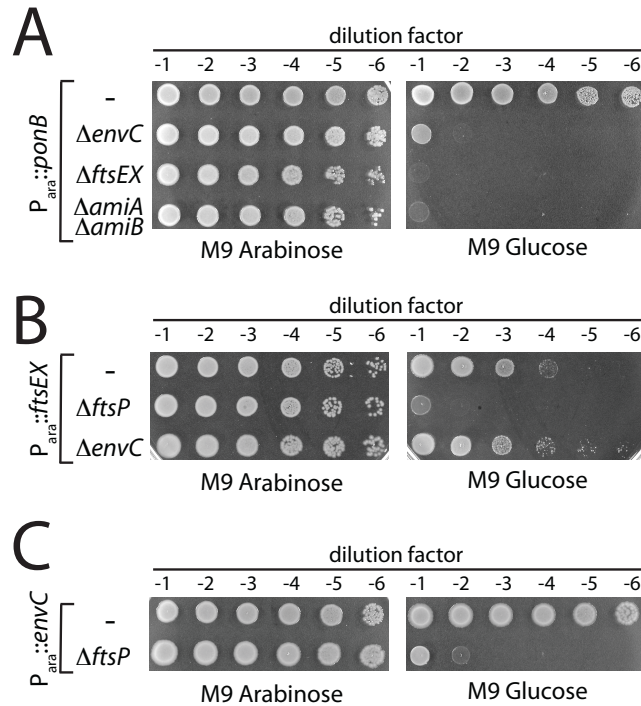 A
dilution factor
-1 -2 -3 -4 -5 -6 -1 -2 -3 -4 -5 -6
P ara ::ponB
-
ΔenvC
ΔftsEX
ΔamiA
ΔamiB
M9 Arabinose M9 Glucose
B
dilution factor
-1 -2 -3 -4 -5 -6 -1 -2 -3 -4 -5 -6
P ara ::ftsEX
-
ΔftsP
ΔenvC
M9 Arabinose M9 Glucose
C
dilution factor
-1 -2 -3 -4 -5 -6 -1 -2 -3 -4 -5 -6
P ara ::envC
-
ΔftsP
M9 Arabinose M9 Glucose